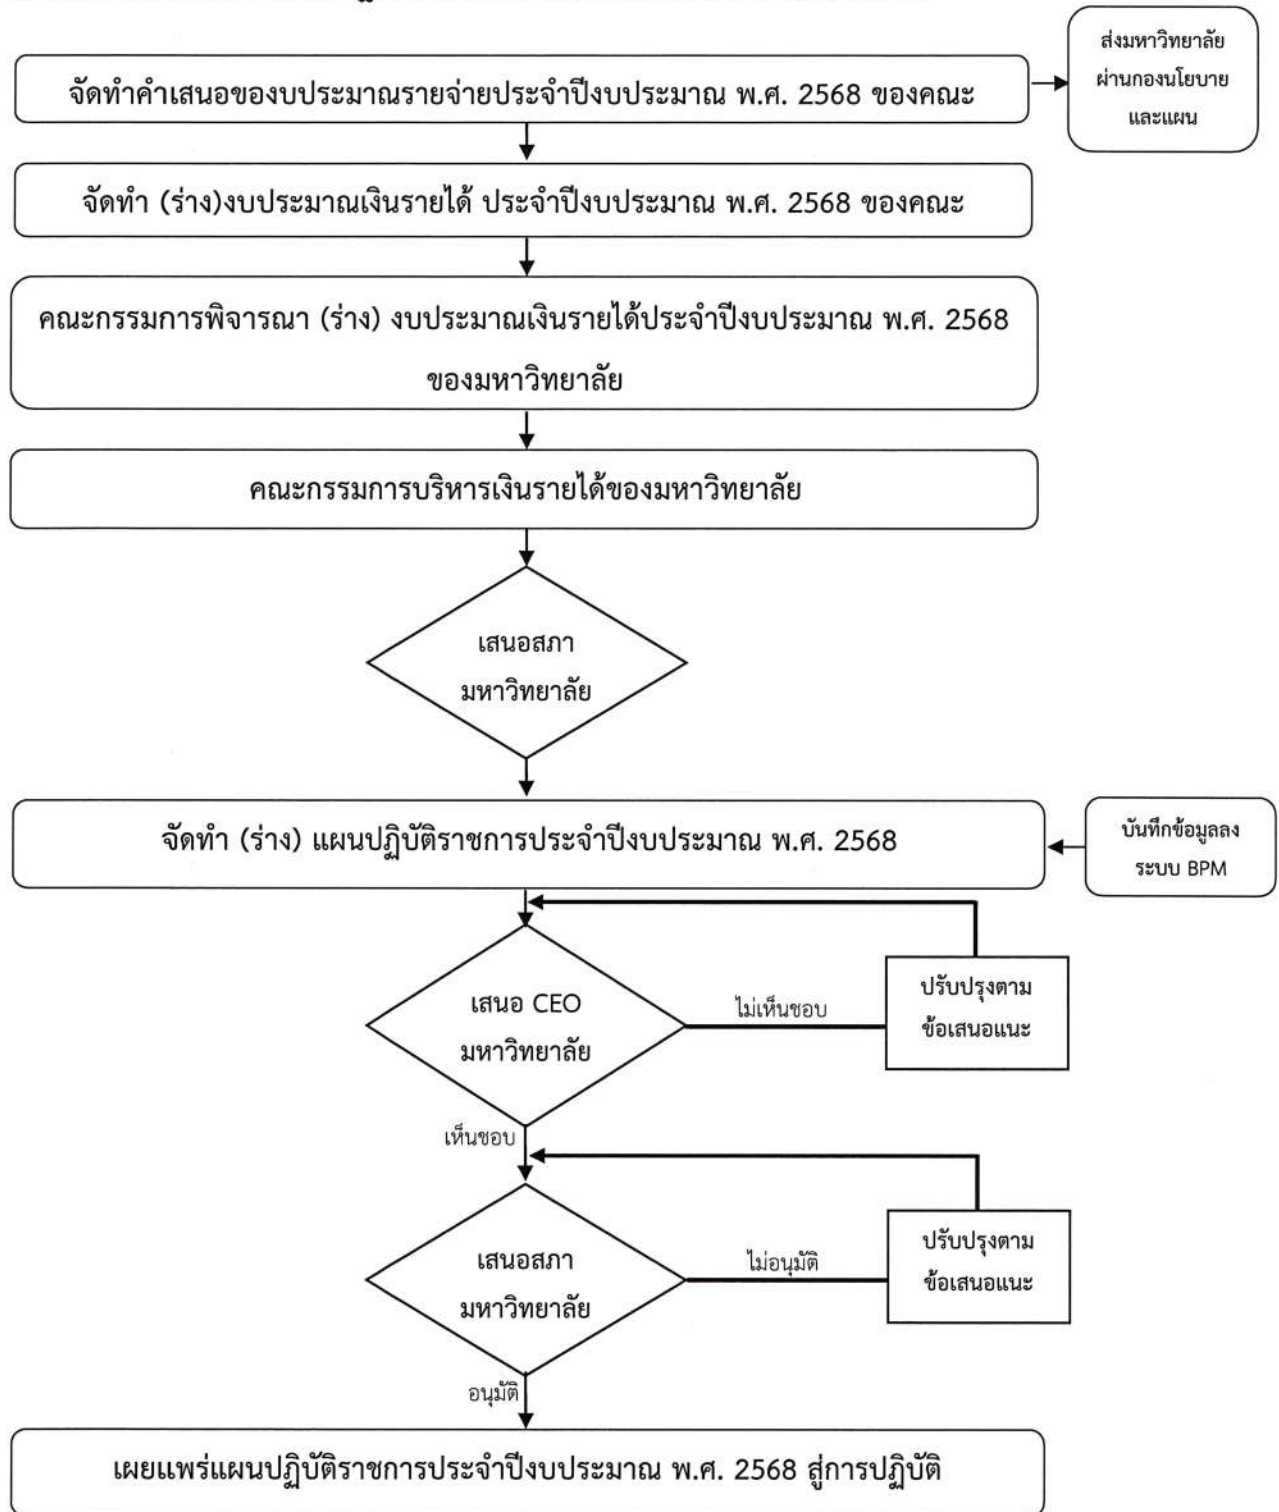 จัดทำคำเสนอของบประมาณรายจ่ายประจำปีงบประมาณ พ.ศ. 2568 ของคณะ
ส่งมหาวิทยาลัย
ผ่านกองนโยบาย
และแผน
จัดทำ (ร่าง)งบประมาณเงินรายได้ ประจำปีงบประมาณ พ.ศ. 2568 ของคณะ
คณะกรรมการพิจารณา (ร่าง) งบประมาณเงินรายได้ประจำปีงบประมาณ พ.ศ. 2568
ของมหาวิทยาลัย
คณะกรรมการบริหารเงินรายได้ของมหาวิทยาลัย
เสนอสภา
มหาวิทยาลัย
จัดทำ (ร่าง) แผนปฏิบัติราชการประจำปีงบประมาณ พ.ศ. 2568
บันทึกข้อมูลลง
ระบบ BPM
เสนอ CEO
มหาวิทยาลัย
ไม่เห็นชอบ
ปรับปรุงตาม
ข้อเสนอแนะ
เห็นชอบ
เสนอสภา
มหาวิทยาลัย
ไม่อนุมัติ
ปรับปรุงตาม
ข้อเสนอแนะ
อนุมัติ
เผยแพร่แผนปฏิบัติราชการประจำปีงบประมาณ พ.ศ. 2568 สู่การปฏิบัติ